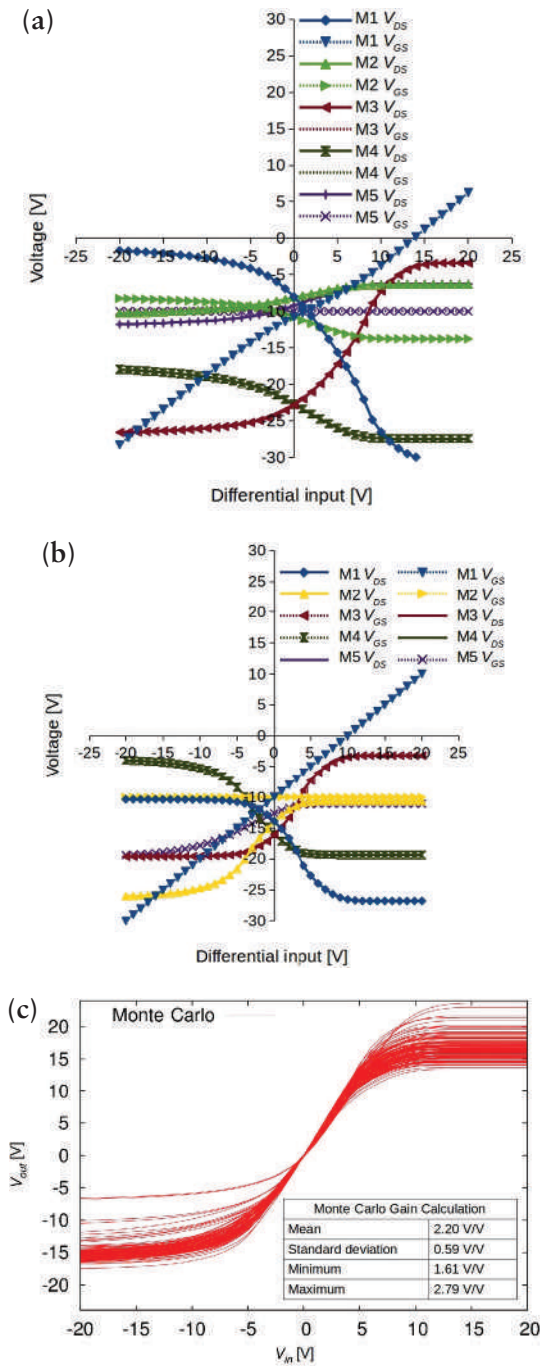 (a)
30
25
20
15
10
5
0
-5
-10
-15
-20
-25
-30
-25 -20 -15 -10 -5 0 5 10 15 20 25
Voltage [V]
Differential input [V]
M1 VDS
M1 VGS
M2 VDS
M2 VGS
M3 VDS
M3 VGS
M4 VDS
M4 VGS
M5 VDS
M5 VGS
(b)
30
25
20
15
10
5
0
-5
-10
-15
-20
-25
-30
-25 -20 -15 -10 -5 0 5 10 15 20 25
Voltage [V]
Differential input [V]
M1 VDS M1 VGS
M2 VDS M2 VGS
M3 VGS M3 VDS
M4 VGS M4 VDS
M5 VDS M5 VGS
(c)
Monte Carlo
20
15
10
5
0
-5
-10
-15
-20
Vout [V]
Monte Carlo Gain Calculation
Mean 2.20 V/V
Standard deviation 0.59 V/V
Minimum 1.61 V/V
Maximum 2.79 V/V
-20 -15 -10 -5 0 5 10 15 20
Vin [V]